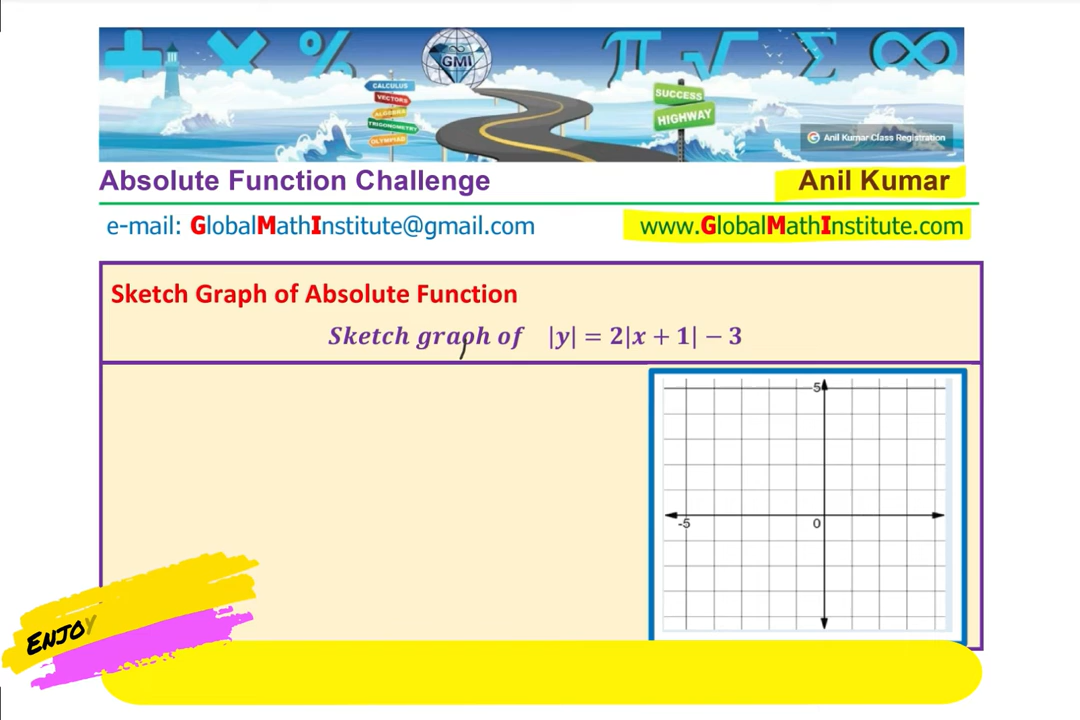 + × % GMI π √ Σ ∞
CALCULUS
VECTORS
ALGEBRA
TRIGONOMETRY
OLYMPIAD
SUCCESS
HIGHWAY
Anil Kumar Class Registration
Absolute Function Challenge Anil Kumar
e-mail: GlobalMathInstitute@gmail.com www.GlobalMathInstitute.com
Sketch Graph of Absolute Function
Sketch graph of |y| = 2|x + 1| − 3
5
-5 0
ENJOY